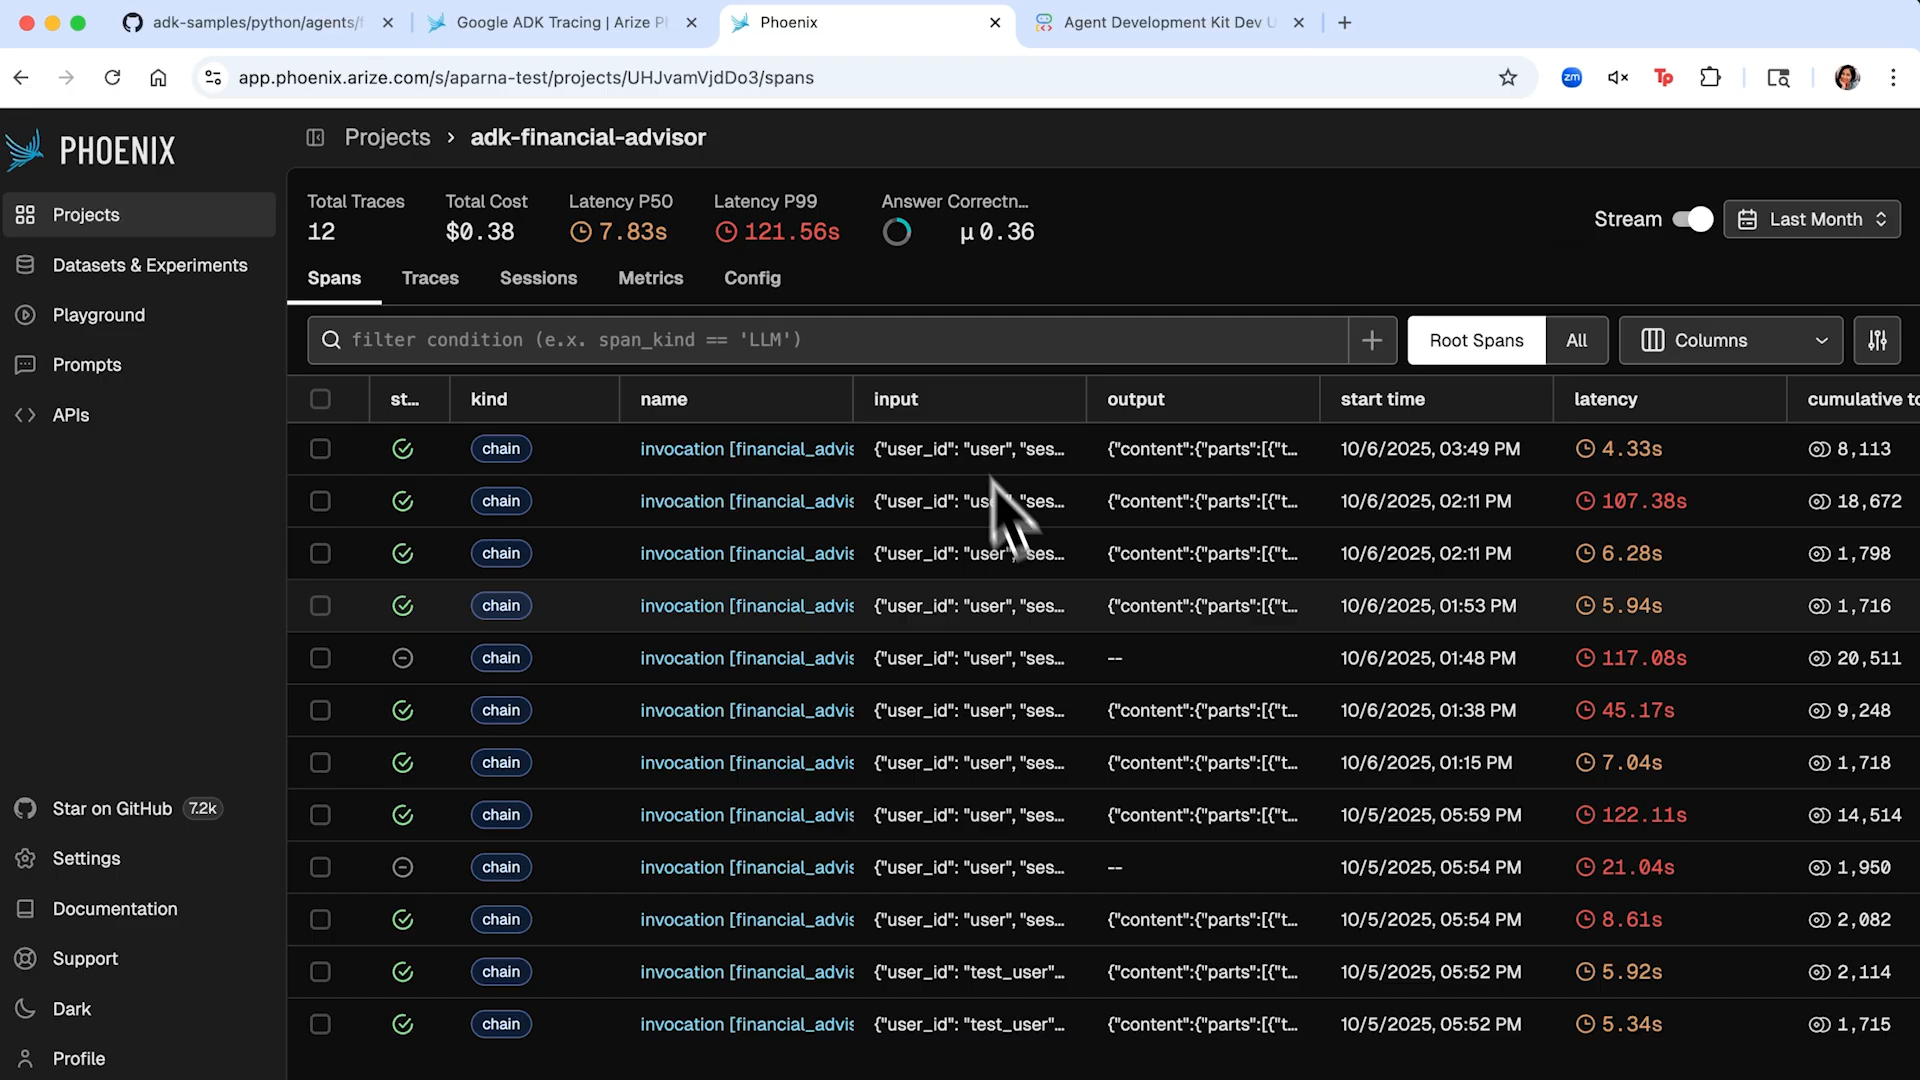 adk-samples/python/agents/f
Google ADK Tracing | Arize P
Phoenix
Agent Development Kit Dev U
app.phoenix.arize.com/s/aparna-test/projects/UHJvamVjdDo3/spans
zm
Tp
PHOENIX
Projects › adk-financial-advisor
Projects
Datasets & Experiments
Playground
Prompts
APIs
Star on GitHub 7.2k
Settings
Documentation
Support
Dark
Profile
Total Traces Total Cost Latency P50 Latency P99 Answer Correctn...
12 $0.38 7.83s 121.56s μ 0.36
Stream Last Month
Spans Traces Sessions Metrics Config
filter condition (e.x. span_kind == 'LLM')
Root Spans All Columns
st... kind name input output start time latency cumulative to
chain invocation [financial_advis {"user_id": "user", "ses... {"content":{"parts":[{"t... 10/6/2025, 03:49 PM 4.33s 8,113
chain invocation [financial_advis {"user_id": "user", "ses... {"content":{"parts":[{"t... 10/6/2025, 02:11 PM 107.38s 18,672
chain invocation [financial_advis {"user_id": "user", "ses... {"content":{"parts":[{"t... 10/6/2025, 02:11 PM 6.28s 1,798
chain invocation [financial_advis {"user_id": "user", "ses... {"content":{"parts":[{"t... 10/6/2025, 01:53 PM 5.94s 1,716
chain invocation [financial_advis {"user_id": "user", "ses... -- 10/6/2025, 01:48 PM 117.08s 20,511
chain invocation [financial_advis {"user_id": "user", "ses... {"content":{"parts":[{"t... 10/6/2025, 01:38 PM 45.17s 9,248
chain invocation [financial_advis {"user_id": "user", "ses... {"content":{"parts":[{"t... 10/6/2025, 01:15 PM 7.04s 1,718
chain invocation [financial_advis {"user_id": "user", "ses... {"content":{"parts":[{"t... 10/5/2025, 05:59 PM 122.11s 14,514
chain invocation [financial_advis {"user_id": "user", "ses... -- 10/5/2025, 05:54 PM 21.04s 1,950
chain invocation [financial_advis {"user_id": "user", "ses... {"content":{"parts":[{"t... 10/5/2025, 05:54 PM 8.61s 2,082
chain invocation [financial_advis {"user_id": "test_user"... {"content":{"parts":[{"t... 10/5/2025, 05:52 PM 5.92s 2,114
chain invocation [financial_advis {"user_id": "test_user"... {"content":{"parts":[{"t... 10/5/2025, 05:52 PM 5.34s 1,715